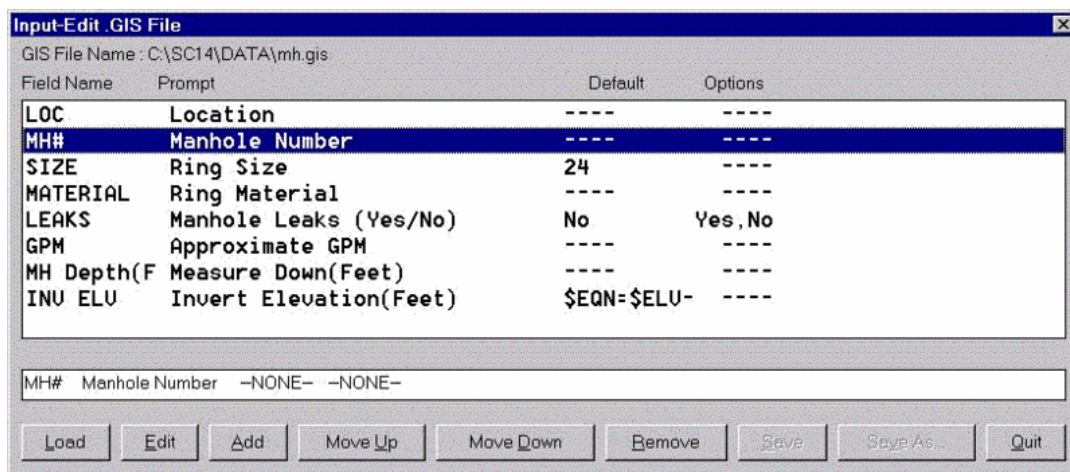 Input-Edit .GIS File
GIS File Name : C:\SC14\DATA\mh.gis
Field Name Prompt Default Options
LOC Location ---- ----
MH# Manhole Number ---- ----
SIZE Ring Size 24 ----
MATERIAL Ring Material ---- ----
LEAKS Manhole Leaks (Yes/No) No Yes,No
GPM Approximate GPM ---- ----
MH Depth(F Measure Down(Feet) ---- ----
INV ELV Invert Elevation(Feet) $EQN=$ELV- ----
MH# Manhole Number –NONE– –NONE–
Load Edit Add Move Up Move Down Remove Save Save As... Quit